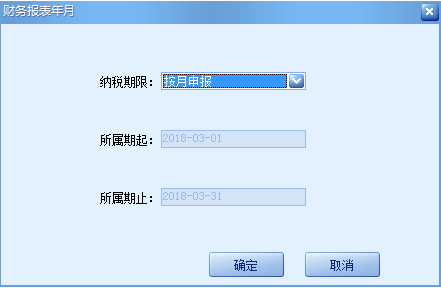 财务报表年月
纳税期限： 按月申报
所属期起： 2018-03-01
所属期止： 2018-03-31
确定 取消